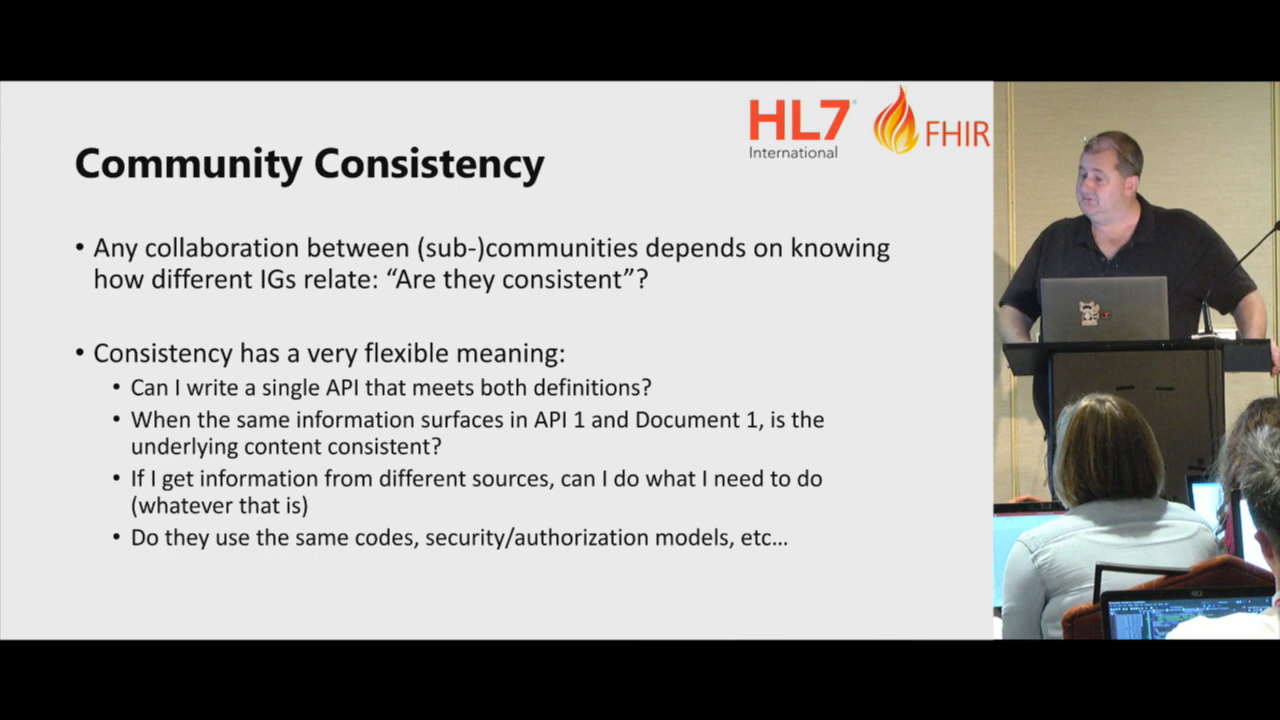 HL7
International
FHIR
Community Consistency
• Any collaboration between (sub-)communities depends on knowing
how different IGs relate: “Are they consistent”?
• Consistency has a very flexible meaning:
• Can I write a single API that meets both definitions?
• When the same information surfaces in API 1 and Document 1, is the
underlying content consistent?
• If I get information from different sources, can I do what I need to do
(whatever that is)
• Do they use the same codes, security/authorization models, etc…